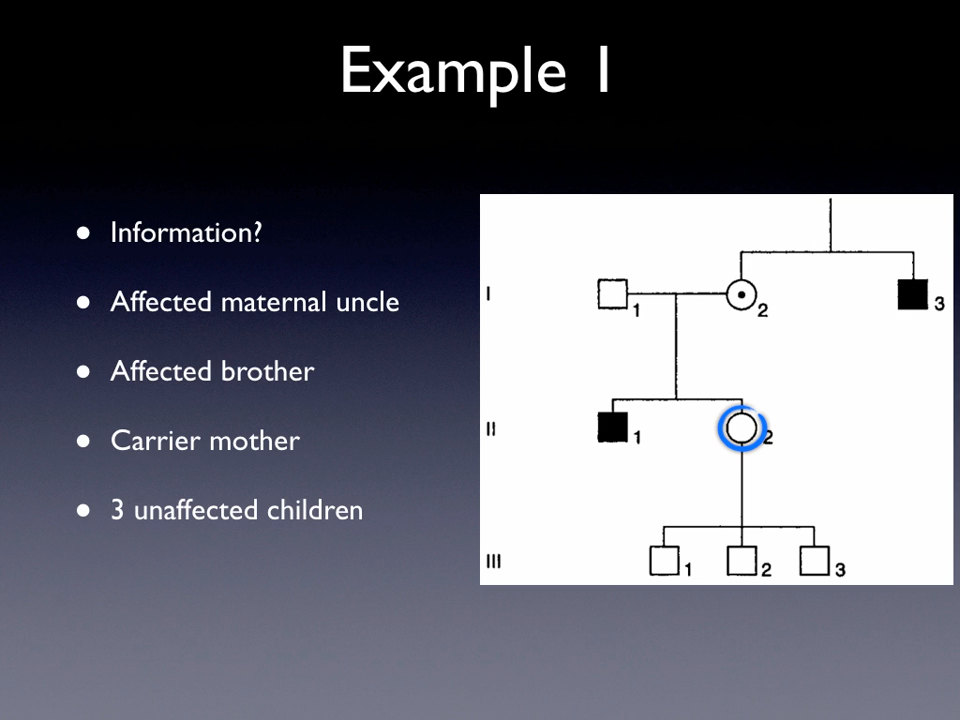 Example 1
• Information?
• Affected maternal uncle
• Affected brother
• Carrier mother
• 3 unaffected children
I 1 2 3
II 1 2
III 1 2 3